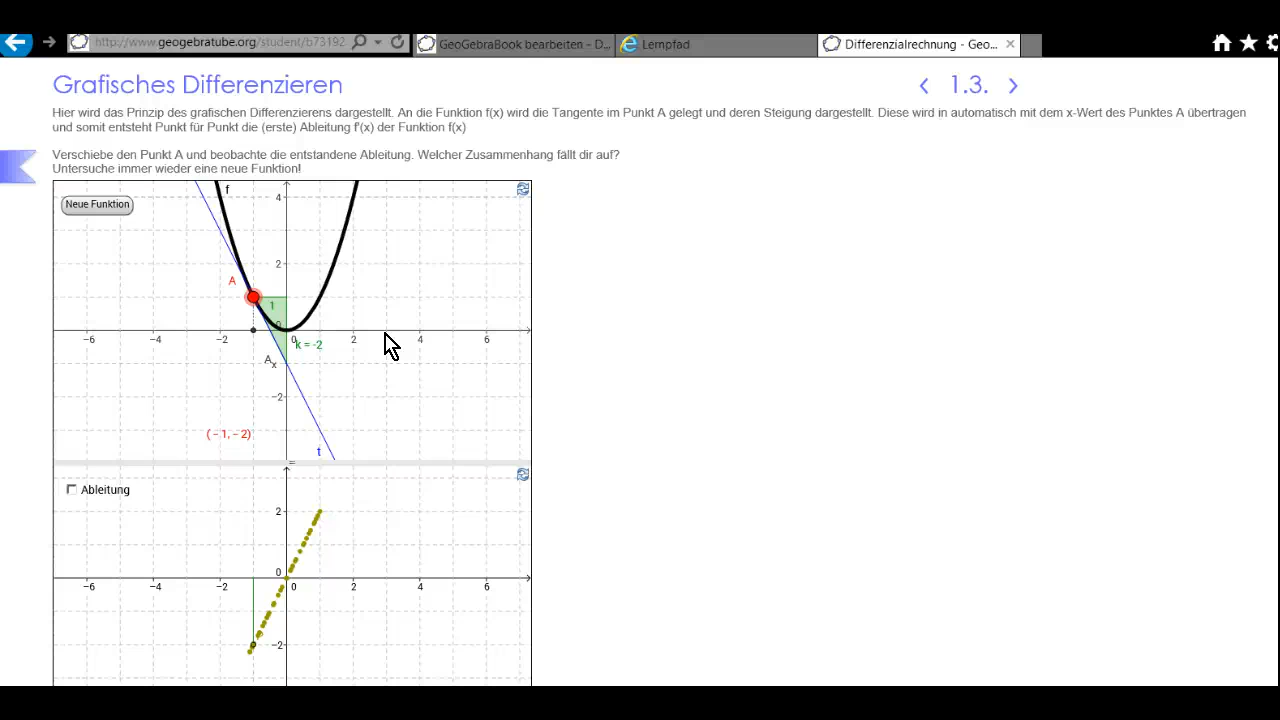 http://www.geogebratube.org/student/b73192
GeoGebraBook bearbeiten - D...
Lernpfad
Differenzialrechnung - Geo...
Grafisches Differenzieren
1.3.
Hier wird das Prinzip des grafischen Differenzierens dargestellt. An die Funktion f(x) wird die Tangente im Punkt A gelegt und deren Steigung dargestellt. Diese wird in automatisch mit dem x-Wert des Punktes A übertragen
und somit entsteht Punkt für Punkt die (erste) Ableitung f'(x) der Funktion f(x)
Verschiebe den Punkt A und beobachte die entstandene Ableitung. Welcher Zusammenhang fällt dir auf?
Untersuche immer wieder eine neue Funktion!
f
Neue Funktion
4
2
A
1
0
−6 −4 −2 0 2 4 6
k = -2
Ax
−2
( − 1, − 2)
t
Ableitung
2
0
−6 −4 −2 0 2 4 6
−2